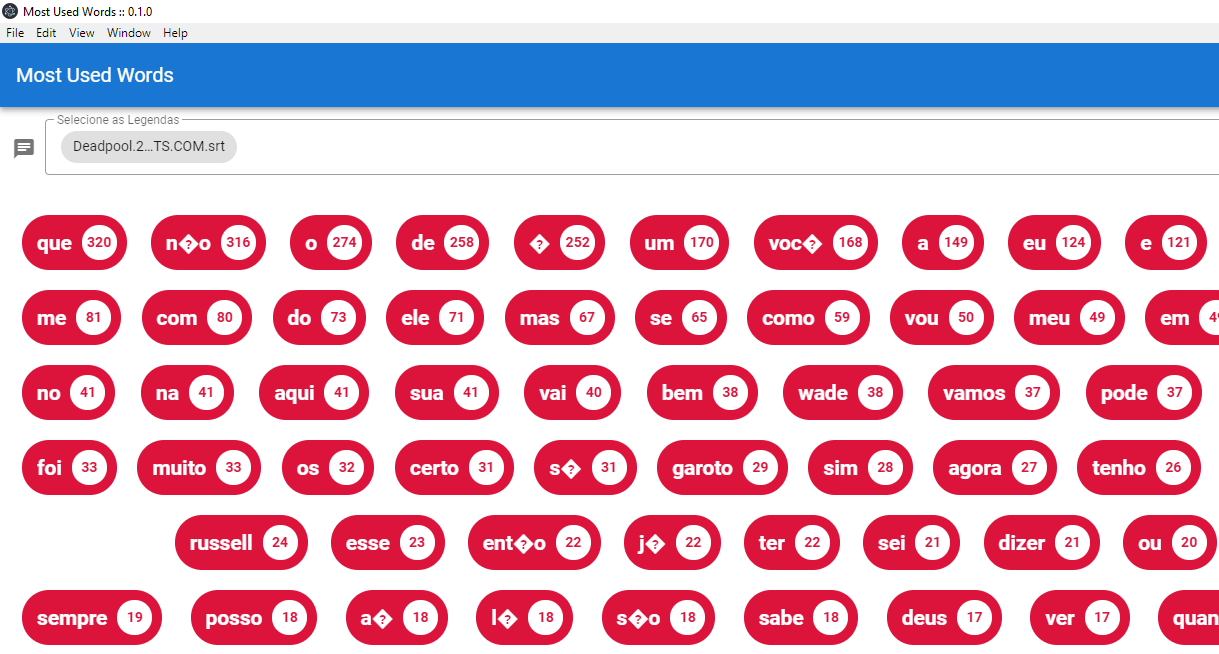 Most Used Words :: 0.1.0
File Edit View Window Help
Most Used Words
Selecione as Legendas
Deadpool.2...TS.COM.srt
que 320 n�o 316 o 274 de 258 � 252 um 170 voc� 168 a 149 eu 124 e 121
me 81 com 80 do 73 ele 71 mas 67 se 65 como 59 vou 50 meu 49 em
no 41 na 41 aqui 41 sua 41 vai 40 bem 38 wade 38 vamos 37 pode 37
foi 33 muito 33 os 32 certo 31 s� 31 garoto 29 sim 28 agora 27 tenho 26
russell 24 esse 23 ent�o 22 j� 22 ter 22 sei 21 dizer 21 ou 20
sempre 19 posso 18 a� 18 l� 18 s�o 18 sabe 18 deus 17 ver 17 quan